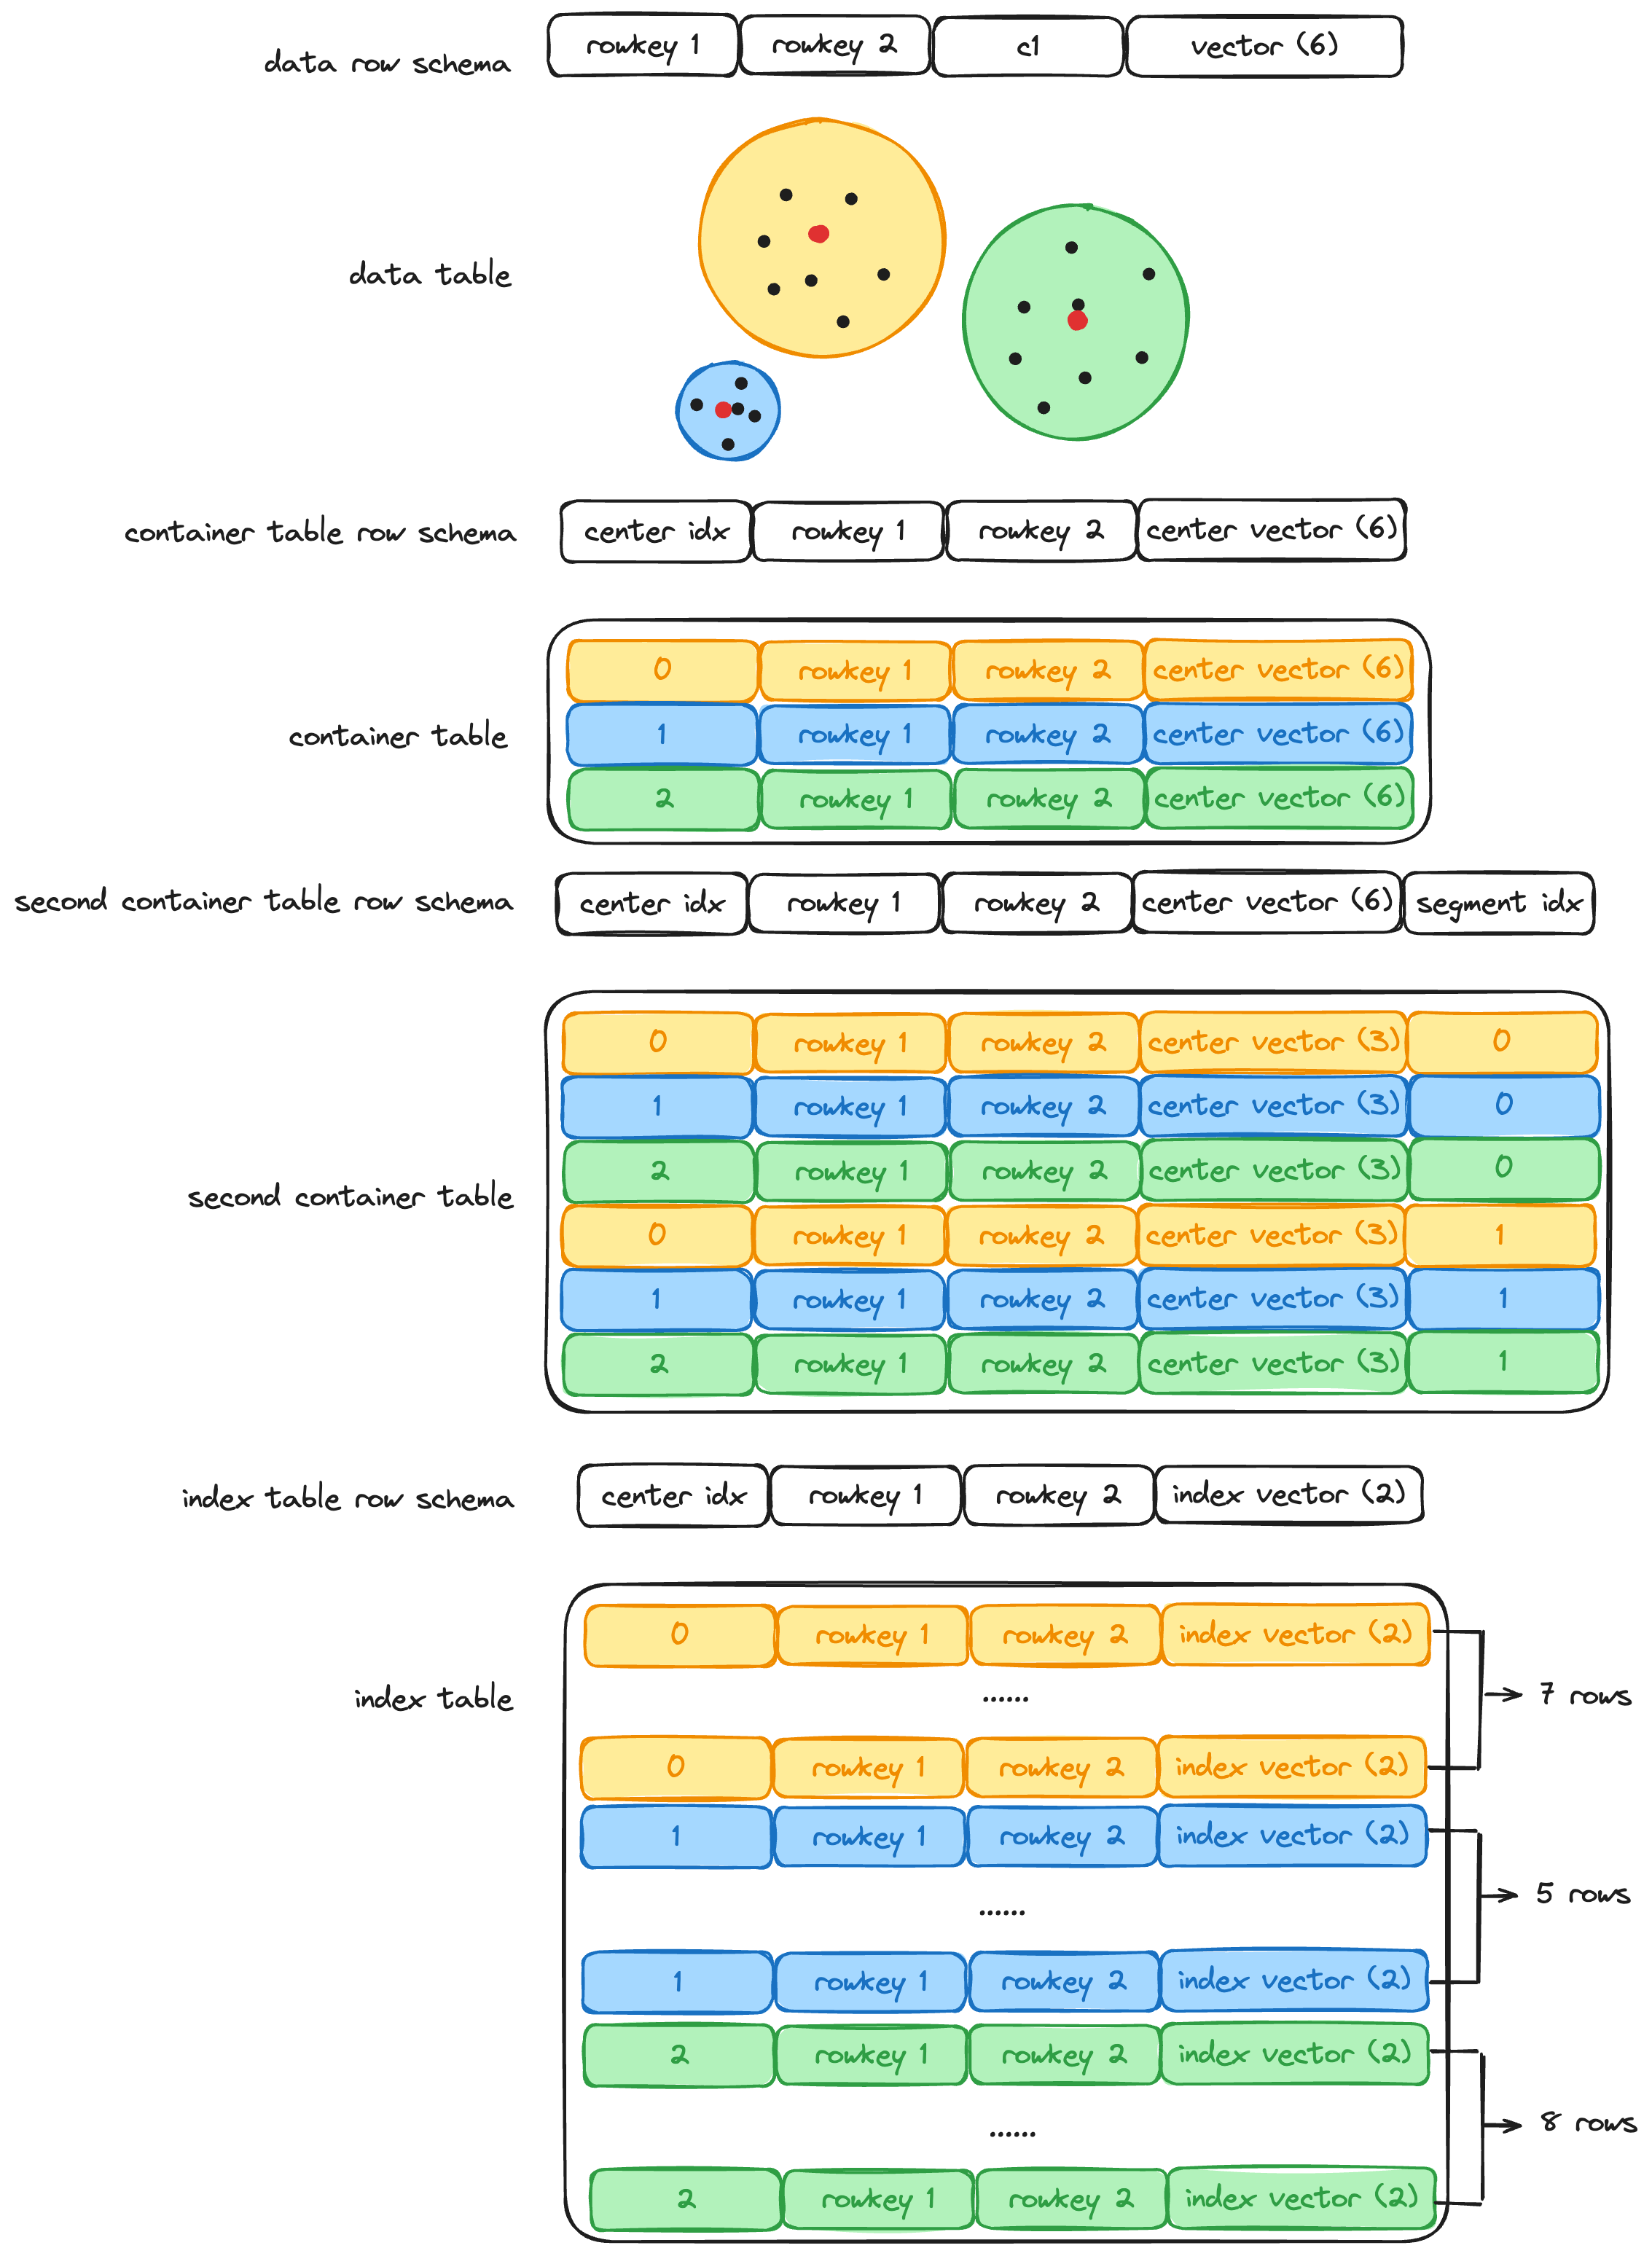 data row schema rowkey 1 rowkey 2 c1 vector (6)
data table
container table row schema center idx rowkey 1 rowkey 2 center vector (6)
0 rowkey 1 rowkey 2 center vector (6)
container table 1 rowkey 1 rowkey 2 center vector (6)
2 rowkey 1 rowkey 2 center vector (6)
second container table row schema center idx rowkey 1 rowkey 2 center vector (6) segment idx
0 rowkey 1 rowkey 2 center vector (3) 0
1 rowkey 1 rowkey 2 center vector (3) 0
2 rowkey 1 rowkey 2 center vector (3) 0
second container table
0 rowkey 1 rowkey 2 center vector (3) 1
1 rowkey 1 rowkey 2 center vector (3) 1
2 rowkey 1 rowkey 2 center vector (3) 1
index table row schema center idx rowkey 1 rowkey 2 index vector (2)
0 rowkey 1 rowkey 2 index vector (2)
index table ...... 7 rows
0 rowkey 1 rowkey 2 index vector (2)
1 rowkey 1 rowkey 2 index vector (2)
...... 5 rows
1 rowkey 1 rowkey 2 index vector (2)
2 rowkey 1 rowkey 2 index vector (2)
...... 8 rows
2 rowkey 1 rowkey 2 index vector (2)